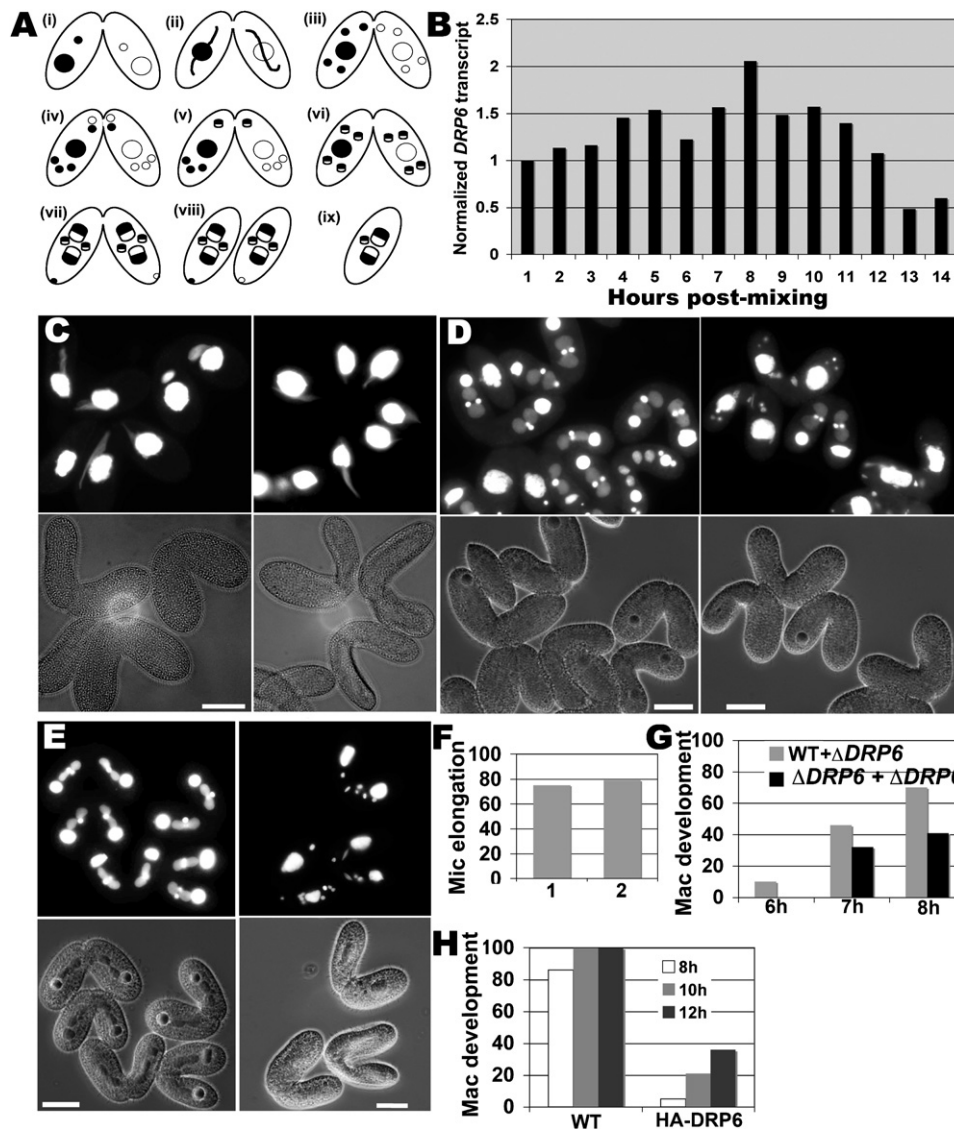 A
(i)
(ii)
(iii)
(iv)
(v)
(vi)
(vii)
(viii)
(ix)
B
Normalized DRP6 transcript
2.5
2
1.5
1
0.5
0
1 2 3 4 5 6 7 8 9 10 11 12 13 14
Hours post-mixing
C
D
E
F
Mic elongation
100
80
60
40
20
0
1 2
G
Mac development
100
80
60
40
20
0
WT+ΔDRP6
ΔDRP6 + ΔDRP6
6h 7h 8h
H
Mac development
100
80
60
40
20
0
8h
10h
12h
WT HA-DRP6